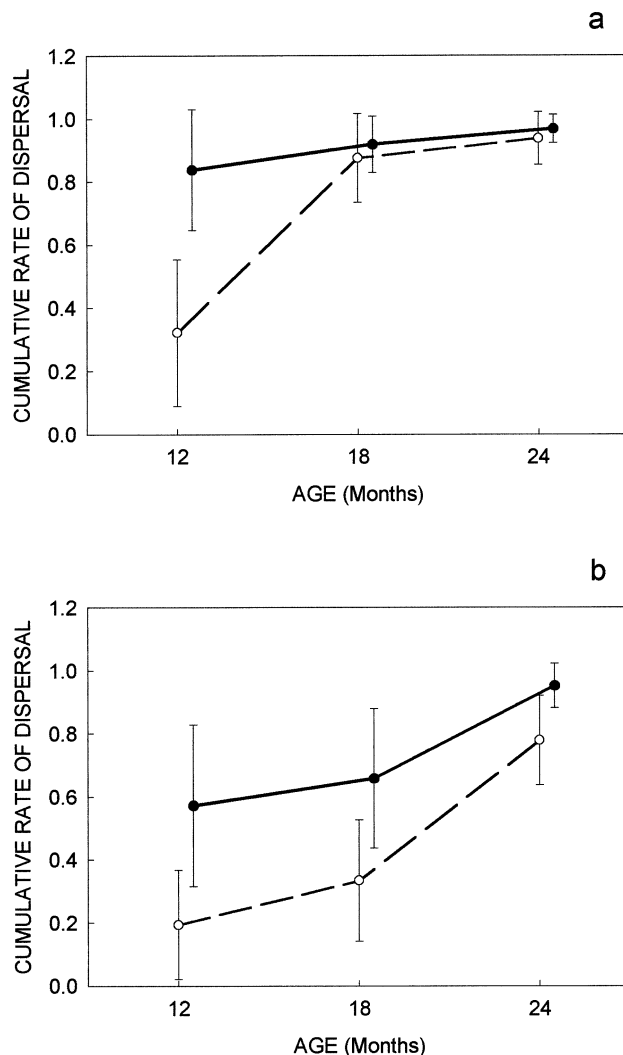 a
1.2
1.0
0.8
0.6
0.4
0.2
0.0
CUMULATIVE RATE OF DISPERSAL
12 18 24
AGE (Months)
b
1.2
1.0
0.8
0.6
0.4
0.2
0.0
CUMULATIVE RATE OF DISPERSAL
12 18 24
AGE (Months)